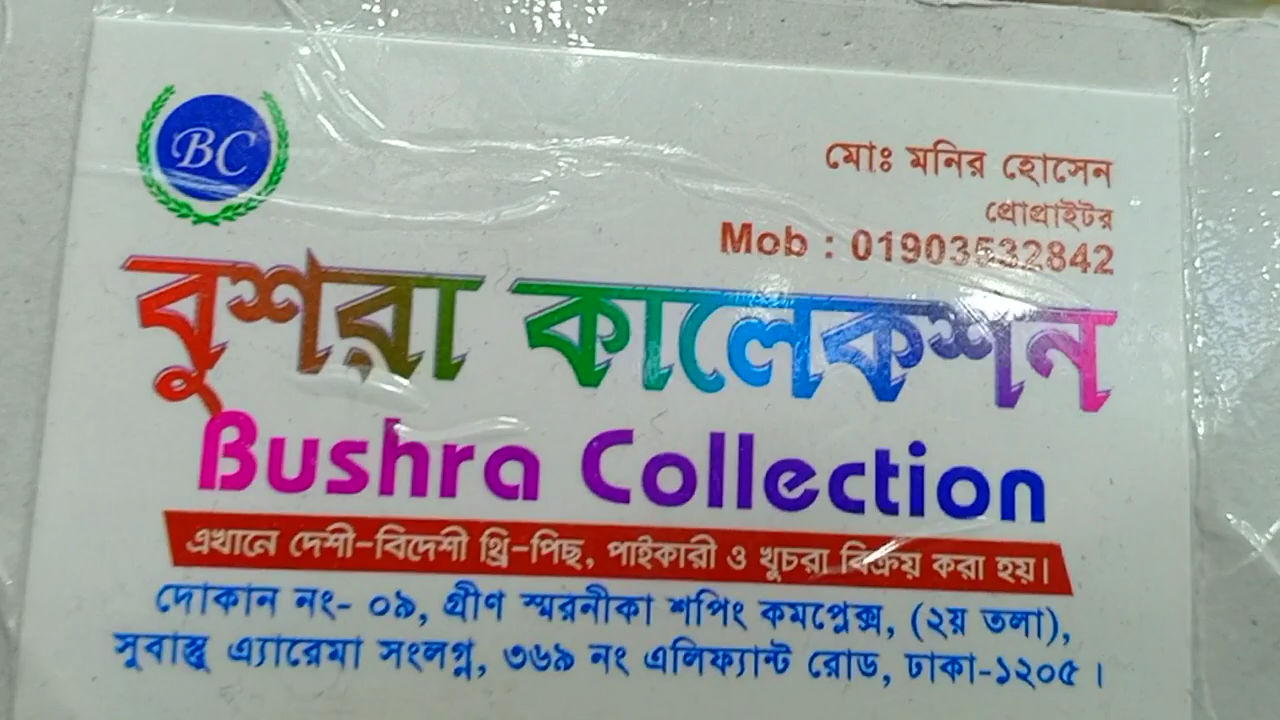 BC
মোঃ মনির হোসেন
প্রোপ্রাইটর
Mob : 01903532842
বুশরা কালেকশন
Bushra Collection
এখানে দেশী-বিদেশী থ্রি-পিছ, পাইকারী ও খুচরা বিক্রয় করা হয়।
দোকান নং- ০৯, গ্রীণ স্মরনীকা শপিং কমপ্লেক্স, (২য় তলা),
সুবাস্তু এ্যারেমা সংলগ্ন, ৩৬৯ নং এলিফ্যান্ট রোড, ঢাকা-১২০৫ ।